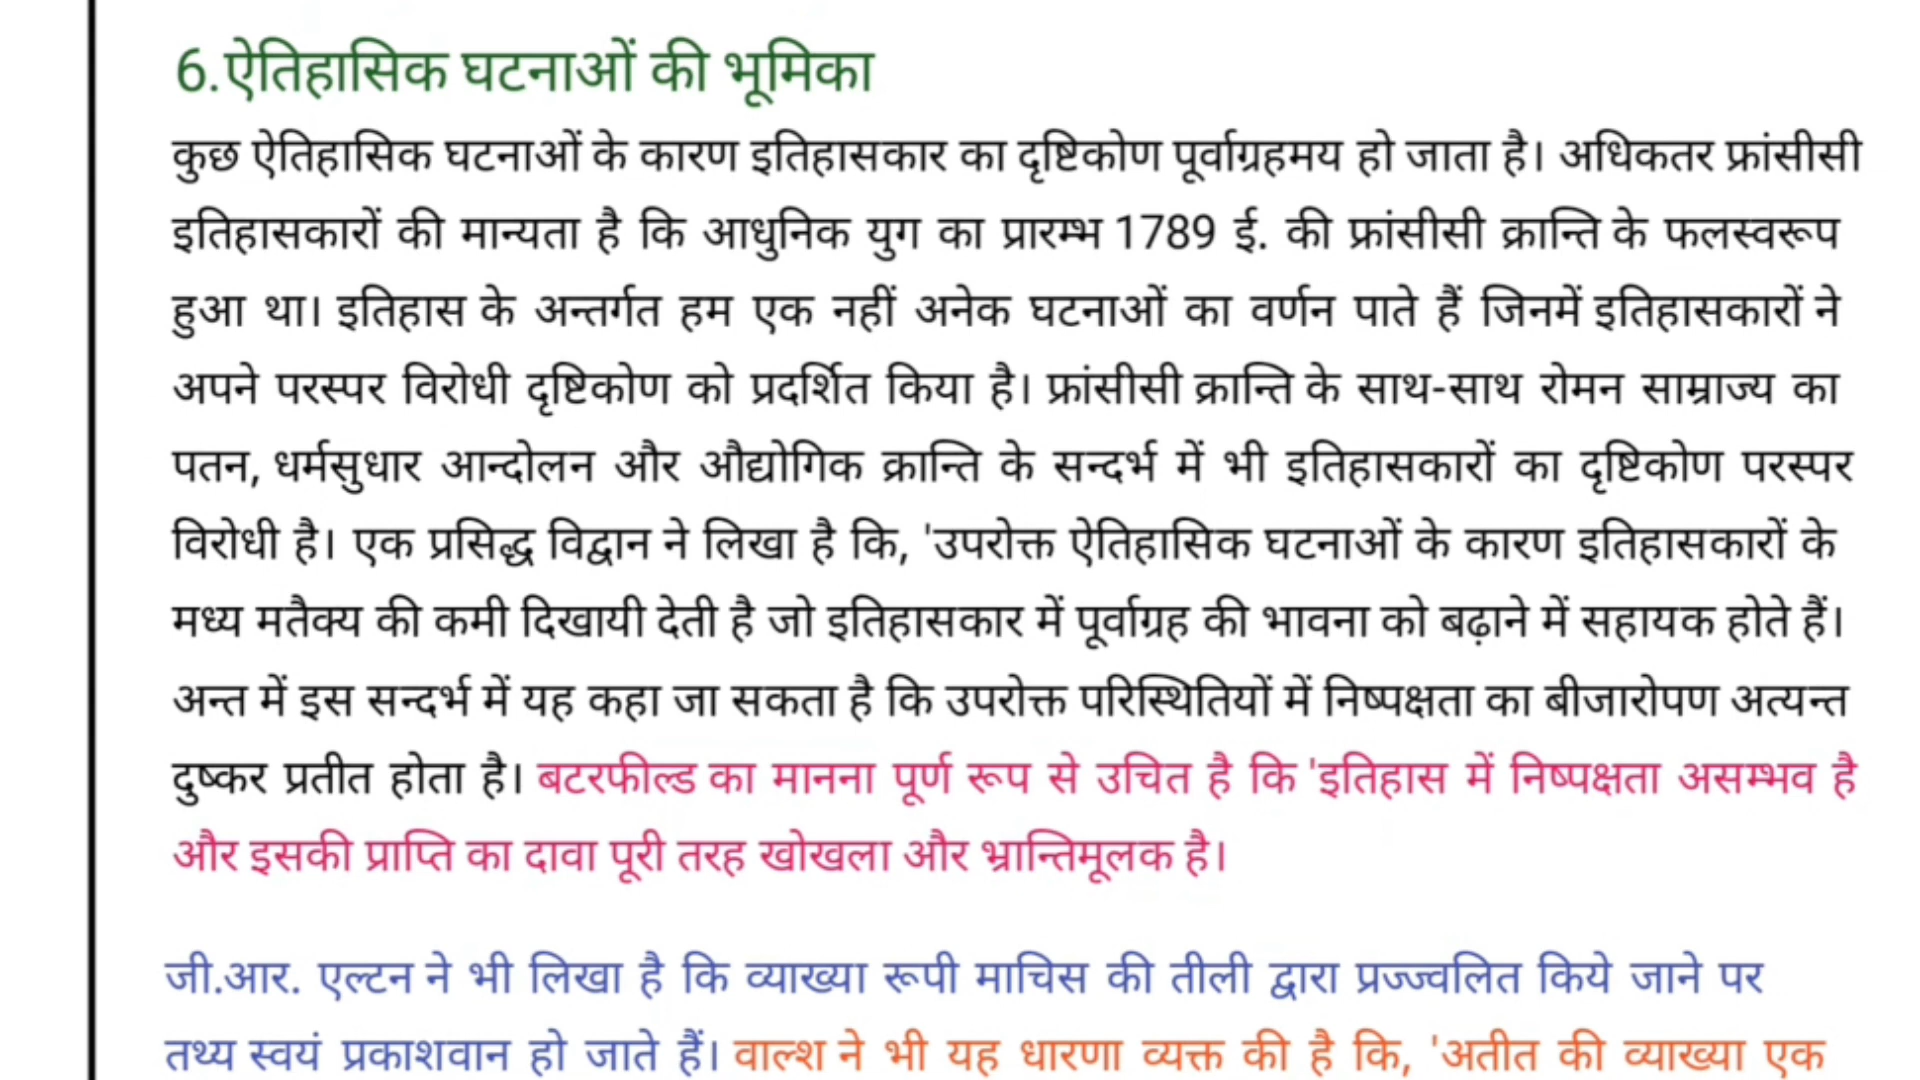 6.ऐतिहासिक घटनाओं की भूमिका
कुछ ऐतिहासिक घटनाओं के कारण इतिहासकार का दृष्टिकोण पूर्वाग्रहमय हो जाता है। अधिकतर फ्रांसीसी
इतिहासकारों की मान्यता है कि आधुनिक युग का प्रारम्भ 1789 ई. की फ्रांसीसी क्रान्ति के फलस्वरूप
हुआ था। इतिहास के अन्तर्गत हम एक नहीं अनेक घटनाओं का वर्णन पाते हैं जिनमें इतिहासकारों ने
अपने परस्पर विरोधी दृष्टिकोण को प्रदर्शित किया है। फ्रांसीसी क्रान्ति के साथ-साथ रोमन साम्राज्य का
पतन, धर्मसुधार आन्दोलन और औद्योगिक क्रान्ति के सन्दर्भ में भी इतिहासकारों का दृष्टिकोण परस्पर
विरोधी है। एक प्रसिद्ध विद्वान ने लिखा है कि, 'उपरोक्त ऐतिहासिक घटनाओं के कारण इतिहासकारों के
मध्य मतैक्य की कमी दिखायी देती है जो इतिहासकार में पूर्वाग्रह की भावना को बढ़ाने में सहायक होते हैं।
अन्त में इस सन्दर्भ में यह कहा जा सकता है कि उपरोक्त परिस्थितियों में निष्पक्षता का बीजारोपण अत्यन्त
दुष्कर प्रतीत होता है। बटरफील्ड का मानना पूर्ण रूप से उचित है कि 'इतिहास में निष्पक्षता असम्भव है
और इसकी प्राप्ति का दावा पूरी तरह खोखला और भ्रान्तिमूलक है।
जी.आर. एल्टन ने भी लिखा है कि व्याख्या रूपी माचिस की तीली द्वारा प्रज्ज्वलित किये जाने पर
तथ्य स्वयं प्रकाशवान हो जाते हैं। वाल्श ने भी यह धारणा व्यक्त की है कि, 'अतीत की व्याख्या एक